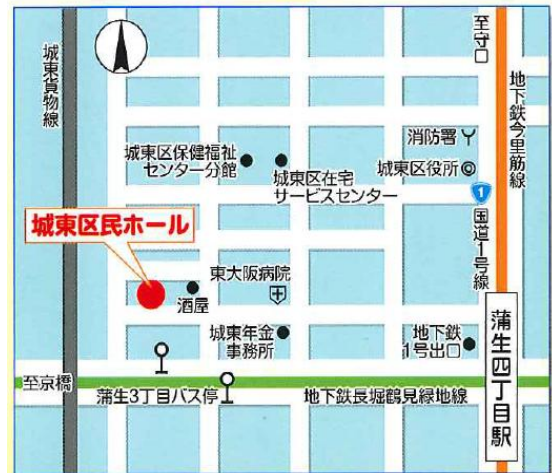 至守口
城東貨物線
地下鉄今里筋線
消防署
城東区保健福祉
センター分館
城東区役所
城東区在宅
サービスセンター
1
国道1号線
城東区民ホール
東大阪病院
酒屋
蒲生四丁目駅
城東年金
事務所
地下鉄
1号出口
至京橋
蒲生3丁目バス停
地下鉄長堀鶴見緑地線